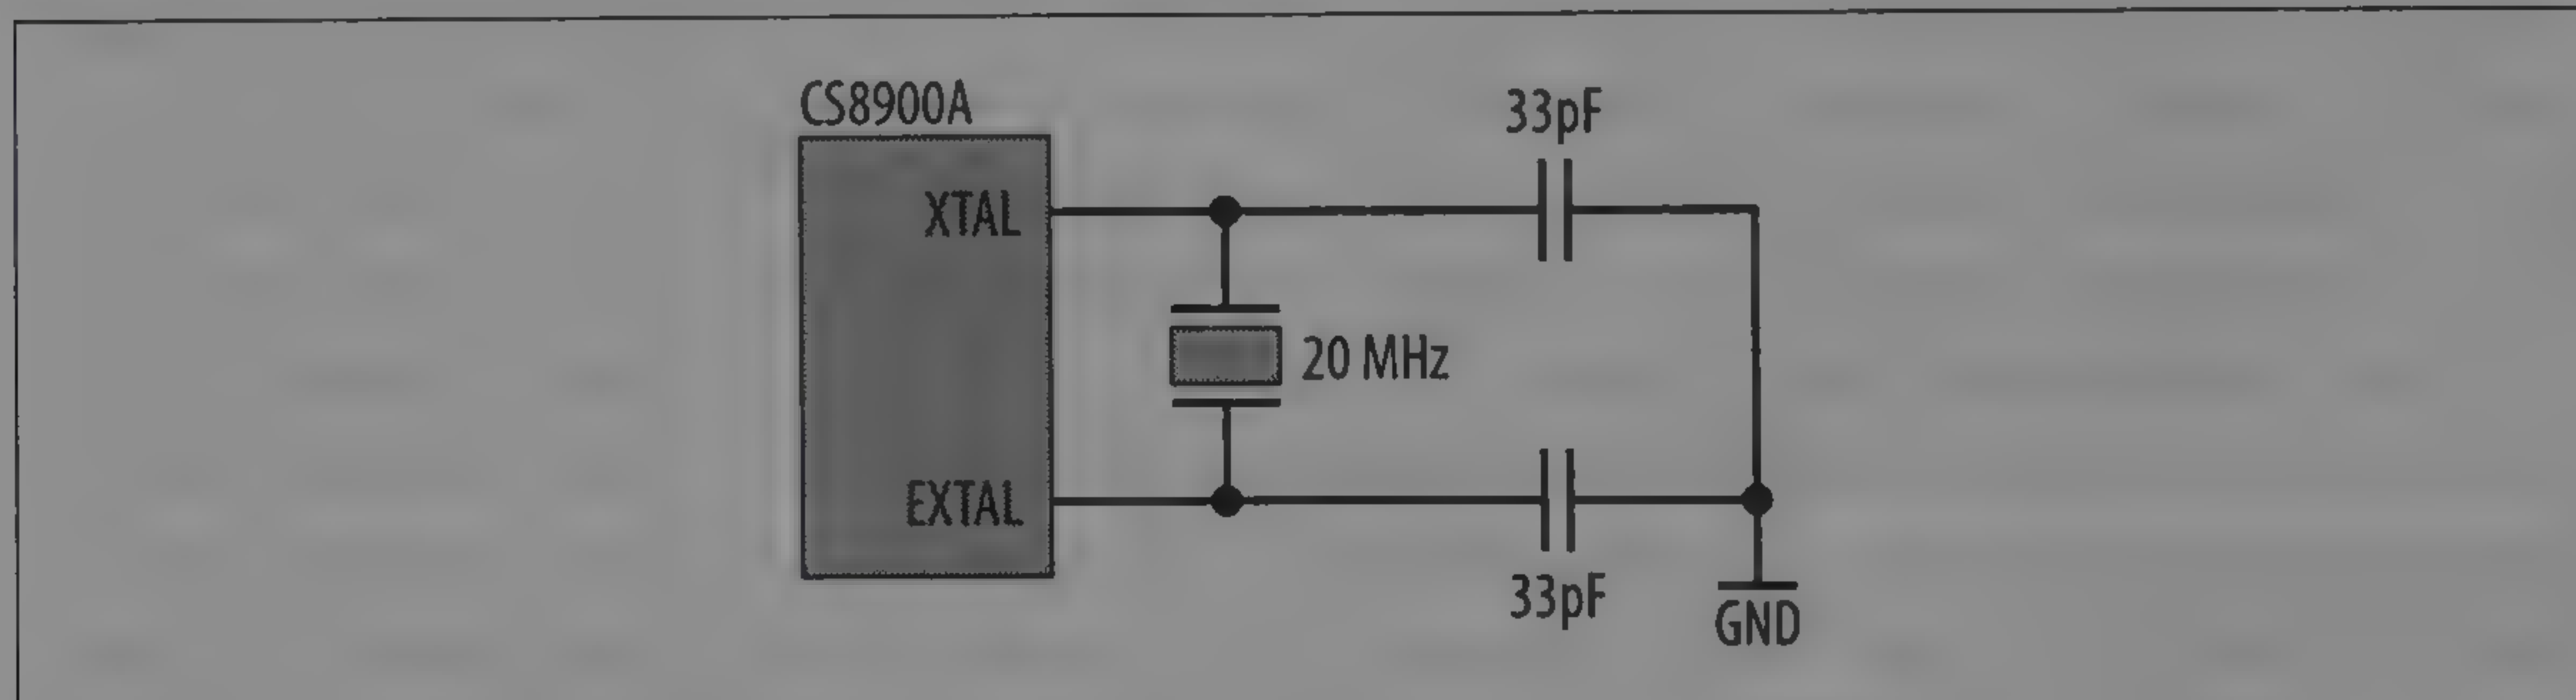 CS8900A
33pF
XTAL
20 MHz
EXTAL
33pF
GND